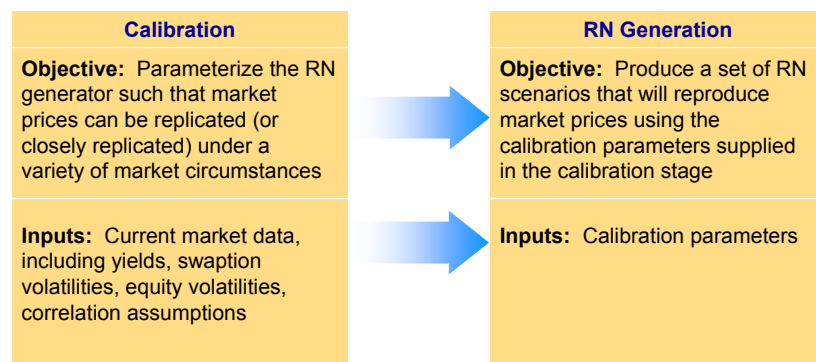 Calibration
Objective: Parameterize the RN
generator such that market
prices can be replicated (or
closely replicated) under a
variety of market circumstances
Inputs: Current market data,
including yields, swaption
volatilities, equity volatilities,
correlation assumptions
RN Generation
Objective: Produce a set of RN
scenarios that will reproduce
market prices using the
calibration parameters supplied
in the calibration stage
Inputs: Calibration parameters